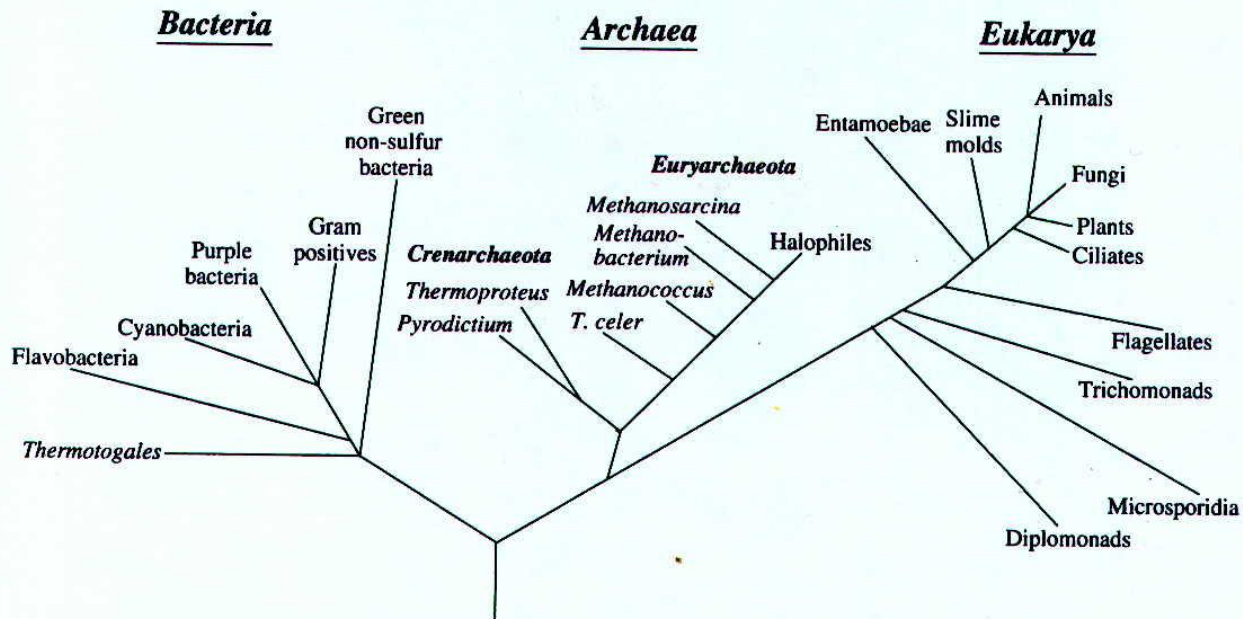 Bacteria
Archaea
Eukarya
Green
non-sulfur
bacteria
Gram
positives
Purple
bacteria
Cyanobacteria
Flavobacteria
Thermotogales
Crenarchaeota
Thermoproteus
Pyrodictium
Euryarchaeota
Methanosarcina
Methano-
bacterium
Methanococcus
T. celer
Halophiles
Entamoebae
Slime
molds
Animals
Fungi
Plants
Ciliates
Flagellates
Trichomonads
Microsporidia
Diplomonads